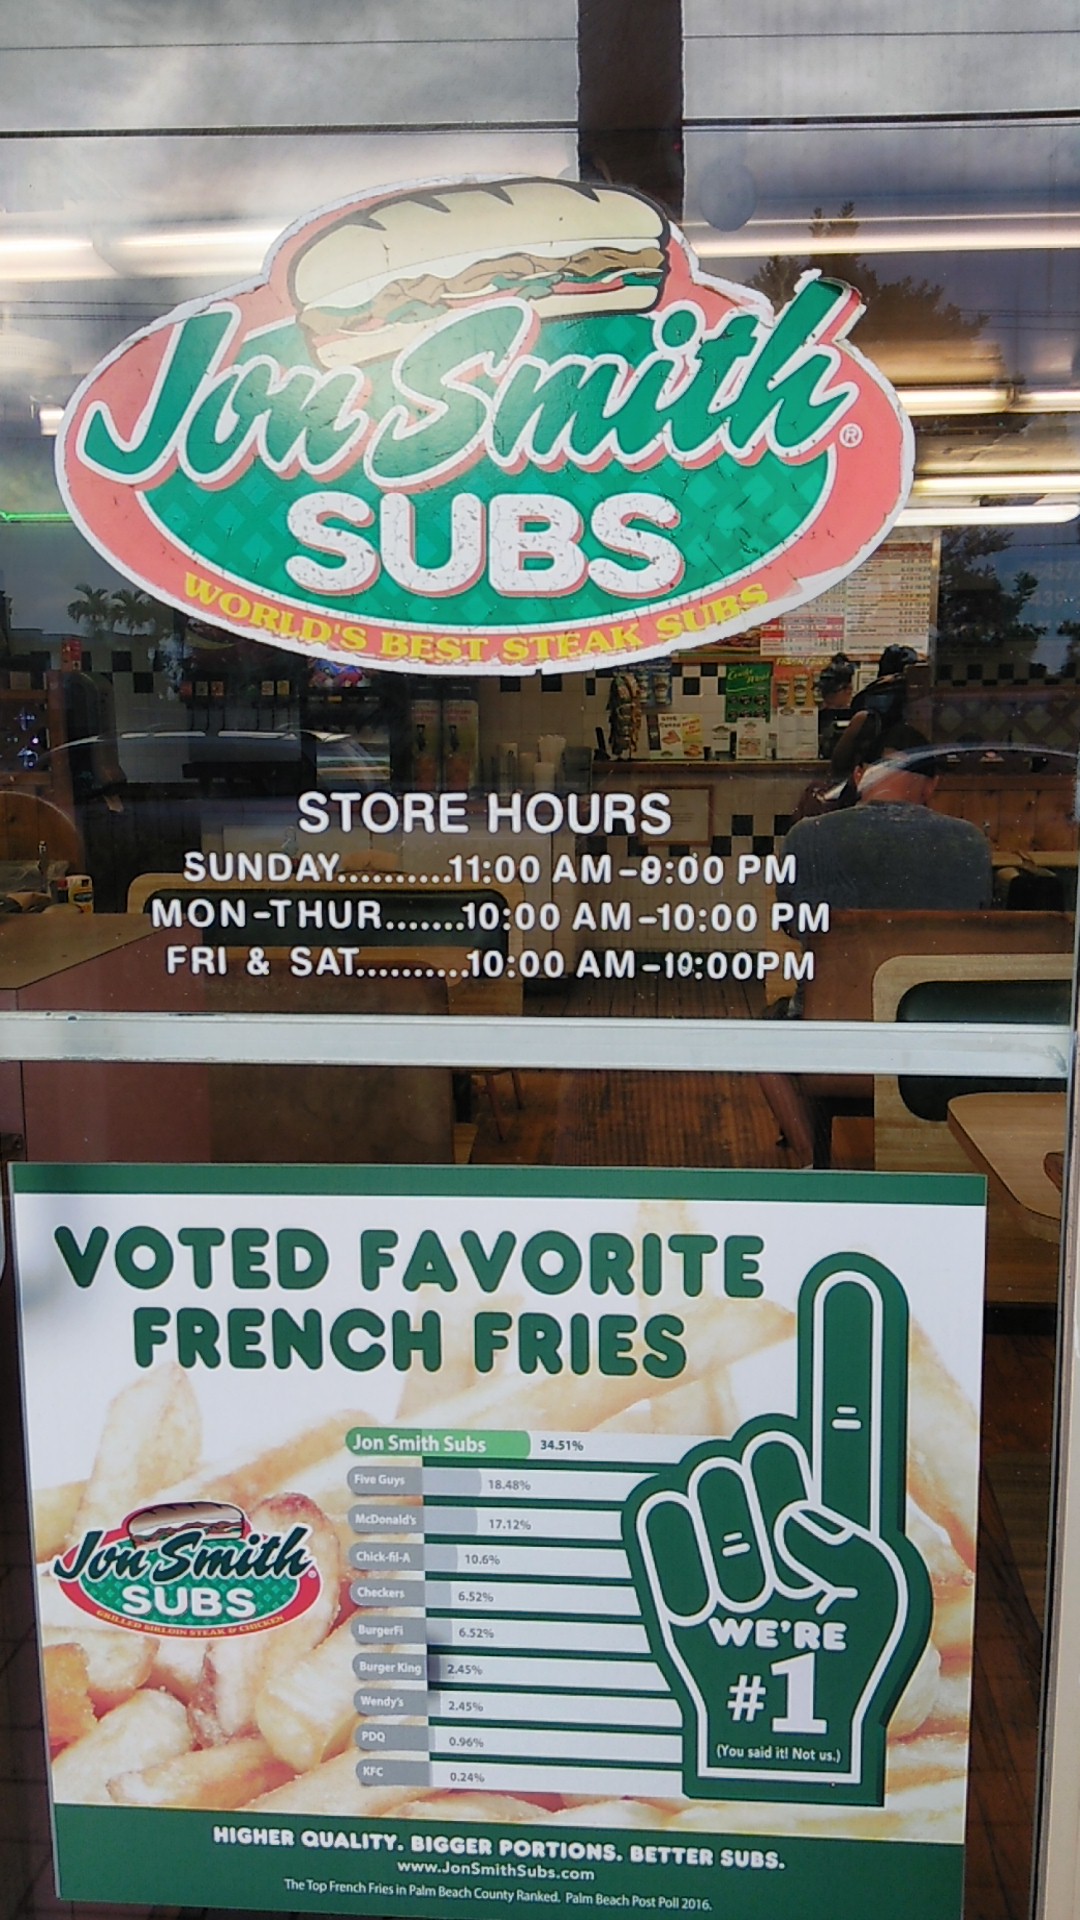 Jon Smith®
SUBS
WORLD'S BEST STEAK SUBS
STORE HOURS
SUNDAY..........11:00 AM-9:00 PM
MON-THUR.......10:00 AM-10:00 PM
FRI & SAT..........10:00 AM-10:00PM
VOTED FAVORITE
FRENCH FRIES
Jon Smith Subs 34.51%
Five Guys 18.48%
McDonald's 17.12%
Chick-fil-A 10.6%
Checkers 6.52%
BurgerFi 6.52%
Burger King 2.45%
Wendy's 2.45%
PDQ 0.96%
KFC 0.24%
Jon Smith
SUBS
GRILLED SIRLOIN STEAK & CHICKEN
WE'RE
#1
(You said it! Not us.)
HIGHER QUALITY. BIGGER PORTIONS. BETTER SUBS.
www.JonSmithSubs.com
The Top French Fries in Palm Beach County Ranked. Palm Beach Post Poll 2016.